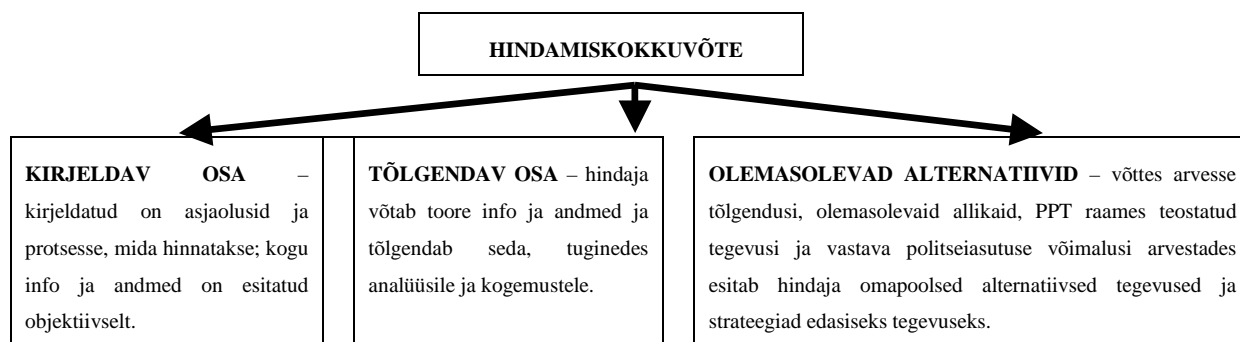 HINDAMISKOKKUVÕTE
KIRJELDAV OSA –
kirjeldatud on asjaolusid ja
protsesse, mida hinnatakse; kogu
info ja andmed on esitatud
objektiivselt.
TÕLGENDAV OSA – hindaja
võtab toore info ja andmed ja
tõlgendab seda, tuginedes
analüüsile ja kogemustele.
OLEMASOLEVAD ALTERNATIIVID – võttes arvesse
tõlgendusi, olemasolevaid allikaid, PPT raames teostatud
tegevusi ja vastava politseiasutuse võimalusi arvestades
esitab hindaja omapoolsed alternatiivsed tegevused ja
strateegiad edasiseks tegevuseks.